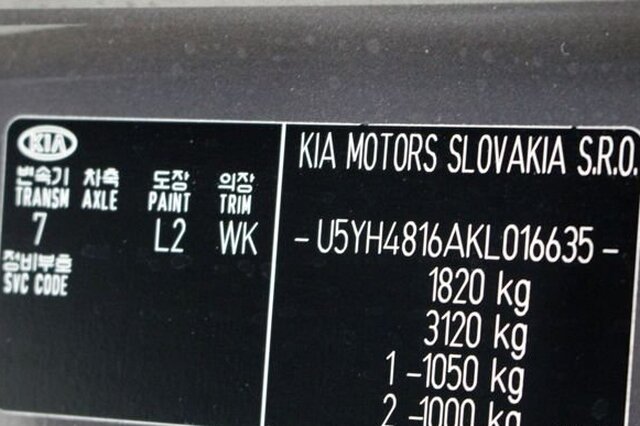 KIA
변속기 차축 도장 의장
TRANSM AXLE PAINT TRIM
7 L2 WK
정비부호
SVC CODE
KIA MOTORS SLOVAKIA S.R.O.
- U5YH4816AKL016635 -
1820 kg
3120 kg
1 -1050 kg
2 -1000 kg